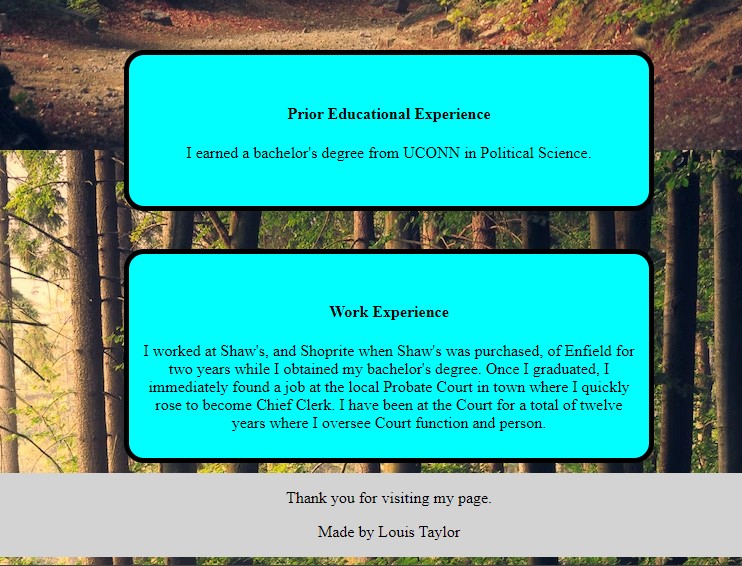 Prior Educational Experience
I earned a bachelor's degree from UCONN in Political Science.
Work Experience
I worked at Shaw's, and Shoprite when Shaw's was purchased, of Enfield for
two years while I obtained my bachelor's degree. Once I graduated, I
immediately found a job at the local Probate Court in town where I quickly
rose to become Chief Clerk. I have been at the Court for a total of twelve
years where I oversee Court function and person.
Thank you for visiting my page.
Made by Louis Taylor